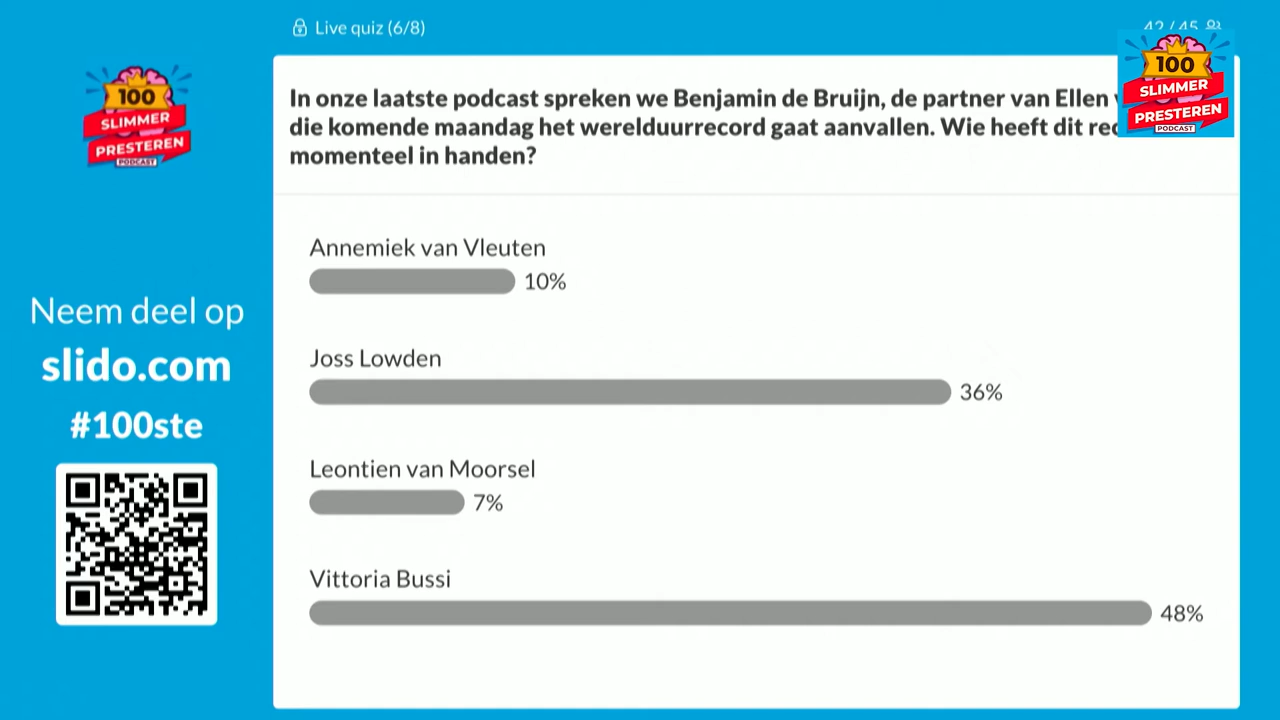 Live quiz (6/8)
42 / 45
100
SLIMMER
PRESTEREN
PODCAST
100
SLIMMER
PRESTEREN
PODCAST
In onze laatste podcast spreken we Benjamin de Bruijn, de partner van Ellen
die komende maandag het werelduurrecord gaat aanvallen. Wie heeft dit
momenteel in handen?
Annemiek van Vleuten
10%
Joss Lowden
36%
Leontien van Moorsel
7%
Vittoria Bussi
48%
Neem deel op
slido.com
#100ste